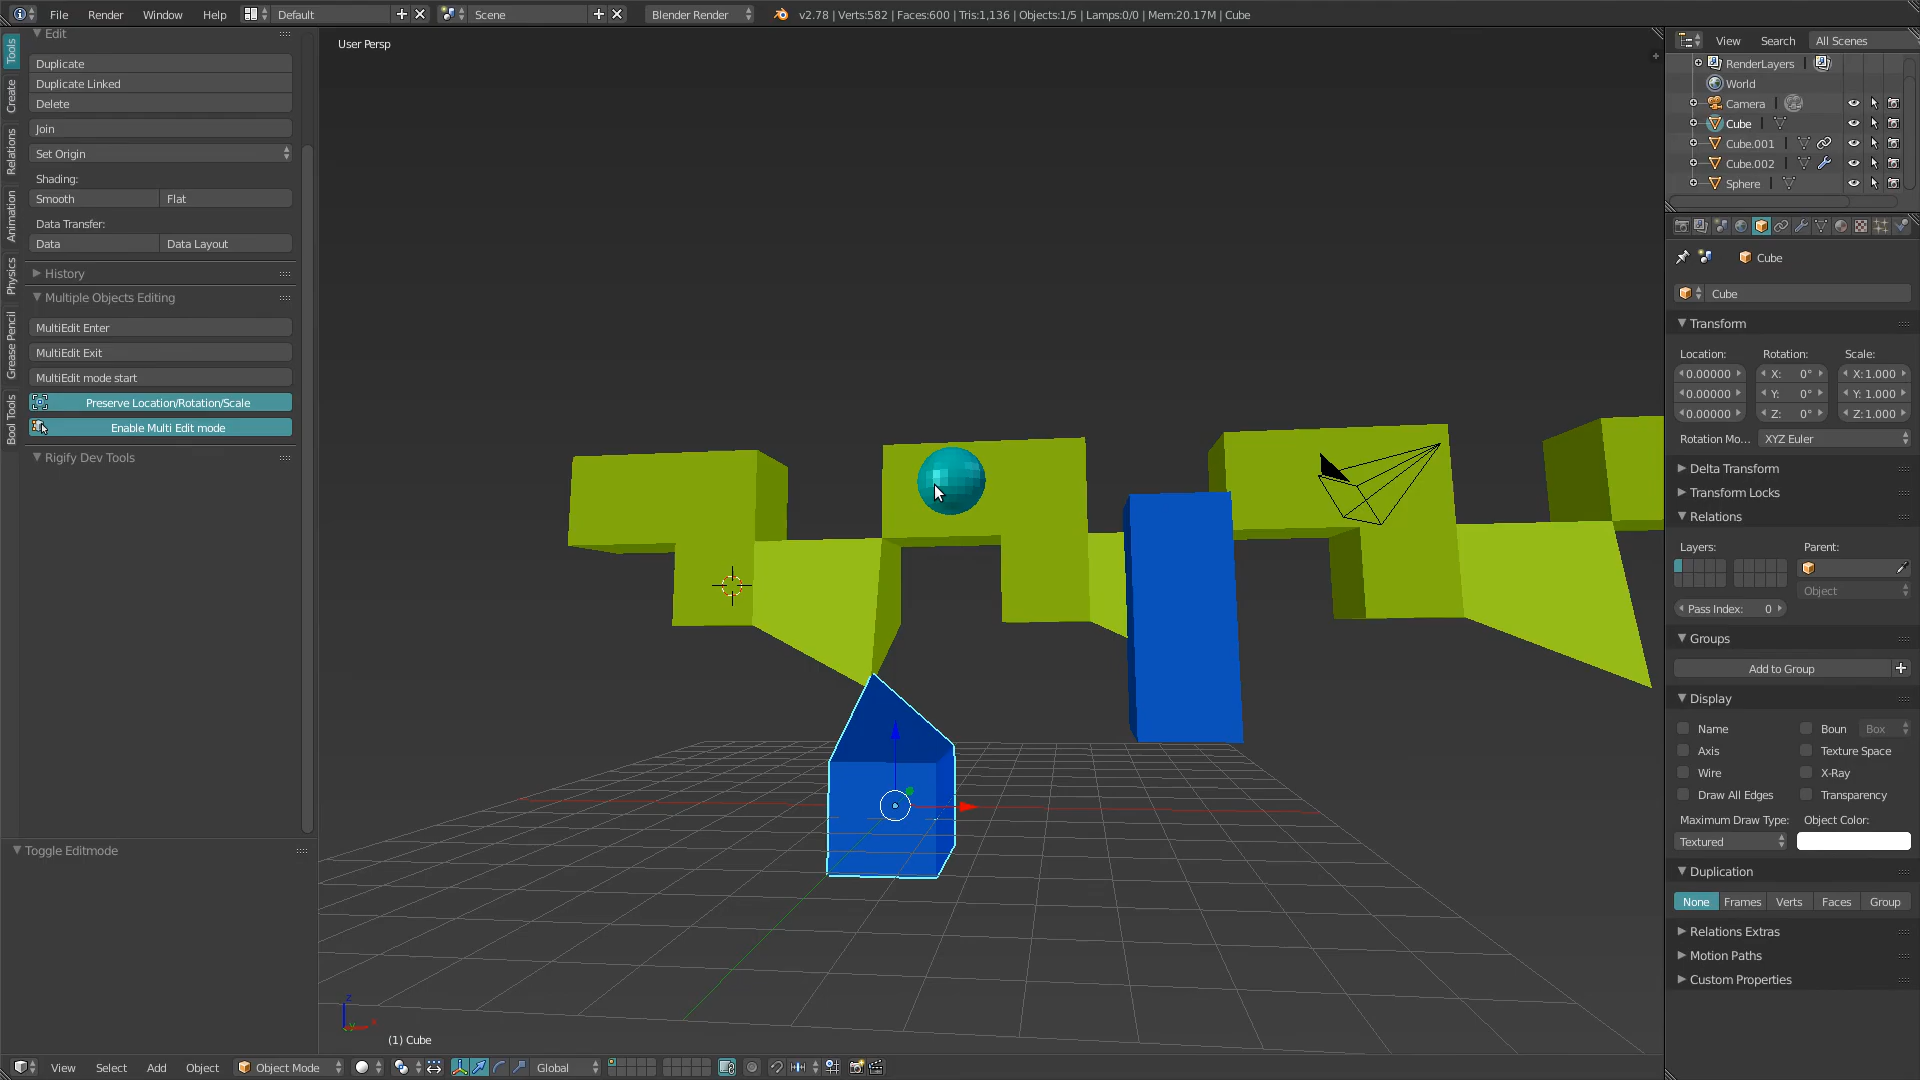 File Render Window Help Default Scene Blender Render v2.78 | Verts:582 | Faces:600 | Tris:1,136 | Objects:1/5 | Lamps:0/0 | Mem:20.17M | Cube
Tools
Create
Relations
Animation
Physics
Grease Pencil
Bool Tools
Edit
Duplicate
Duplicate Linked
Delete
Join
Set Origin
Shading:
Smooth Flat
Data Transfer:
Data Data Layout
History
Multiple Objects Editing
MultiEdit Enter
MultiEdit Exit
MultiEdit mode start
Preserve Location/Rotation/Scale
Enable Multi Edit mode
Rigify Dev Tools
Toggle Editmode
User Persp
(1) Cube
View Select Add Object Object Mode Global
View Search All Scenes
RenderLayers
World
Camera
Cube
Cube.001
Cube.002
Sphere
Cube
Cube
Transform
Location: Rotation: Scale:
0.00000 X: 0° X: 1.000
0.00000 Y: 0° Y: 1.000
0.00000 Z: 0° Z: 1.000
Rotation Mo... XYZ Euler
Delta Transform
Transform Locks
Relations
Layers: Parent:
Object
Pass Index: 0
Groups
Add to Group
Display
Name Boun Box
Axis Texture Space
Wire X-Ray
Draw All Edges Transparency
Maximum Draw Type: Object Color:
Textured
Duplication
None Frames Verts Faces Group
Relations Extras
Motion Paths
Custom Properties